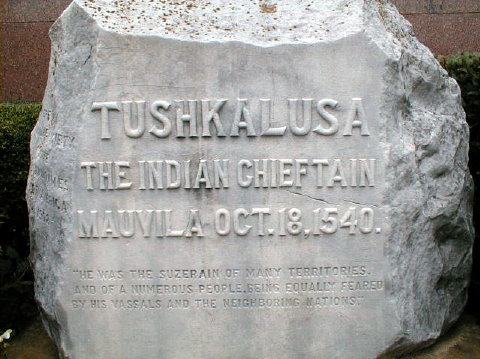 TUSHKALUSA
THE INDIAN CHIEFTAIN
MAUVILA OCT. 18, 1540.
"HE WAS THE SUZERAIN OF MANY TERRITORIES.
AND OF A NUMEROUS PEOPLE, BEING EQUALLY FEARED
BY HIS VASSALS AND THE NEIGHBORING NATIONS."